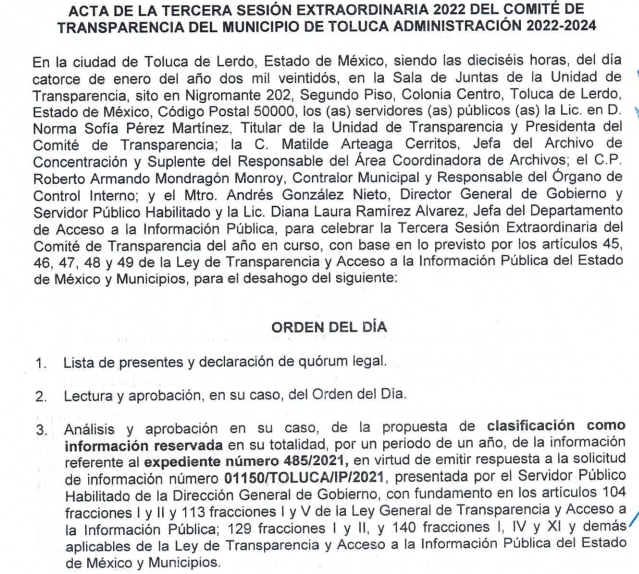 ACTA DE LA TERCERA SESIÓN EXTRAORDINARIA 2022 DEL COMITÉ DE
TRANSPARENCIA DEL MUNICIPIO DE TOLUCA ADMINISTRACIÓN 2022-2024
En la ciudad de Toluca de Lerdo, Estado de México, siendo las dieciséis horas, del día
catorce de enero del año dos mil veintidós, en la Sala de Juntas de la Unidad de
Transparencia, sito en Nigromante 202, Segundo Piso, Colonia Centro, Toluca de Lerdo,
Estado de México, Código Postal 50000, los (as) servidores (as) públicos (as) la Lic. en D.
Norma Sofía Pérez Martínez, Titular de la Unidad de Transparencia y Presidenta del
Comité de Transparencia; la C. Matilde Arteaga Cerritos, Jefa del Archivo de
Concentración y Suplente del Responsable del Área Coordinadora de Archivos; el C.P.
Roberto Armando Mondragón Monroy, Contralor Municipal y Responsable del Órgano de
Control Interno; y el Mtro. Andrés González Nieto, Director General de Gobierno y
Servidor Público Habilitado y la Lic. Diana Laura Ramírez Alvarez, Jefa del Departamento
de Acceso a la Información Pública, para celebrar la Tercera Sesión Extraordinaria del
Comité de Transparencia del año en curso, con base en lo previsto por los artículos 45,
46, 47, 48 y 49 de la Ley de Transparencia y Acceso a la Información Pública del Estado
de México y Municipios, para el desahogo del siguiente:
ORDEN DEL DÍA
1. Lista de presentes y declaración de quórum legal.
2. Lectura y aprobación, en su caso, del Orden del Día.
3. Análisis y aprobación en su caso, de la propuesta de clasificación como
información reservada en su totalidad, por un periodo de un año, de la información
referente al expediente número 485/2021, en virtud de emitir respuesta a la solicitud
de información número 01150/TOLUCA/IP/2021, presentada por el Servidor Público
Habilitado de la Dirección General de Gobierno, con fundamento en los artículos 104
fracciones I y II y 113 fracciones I y V de la Ley General de Transparencia y Acceso a
la Información Pública; 129 fracciones I y II, y 140 fracciones I, IV y XI y demás
aplicables de la Ley de Transparencia y Acceso a la Información Pública del Estado
de México y Municipios.